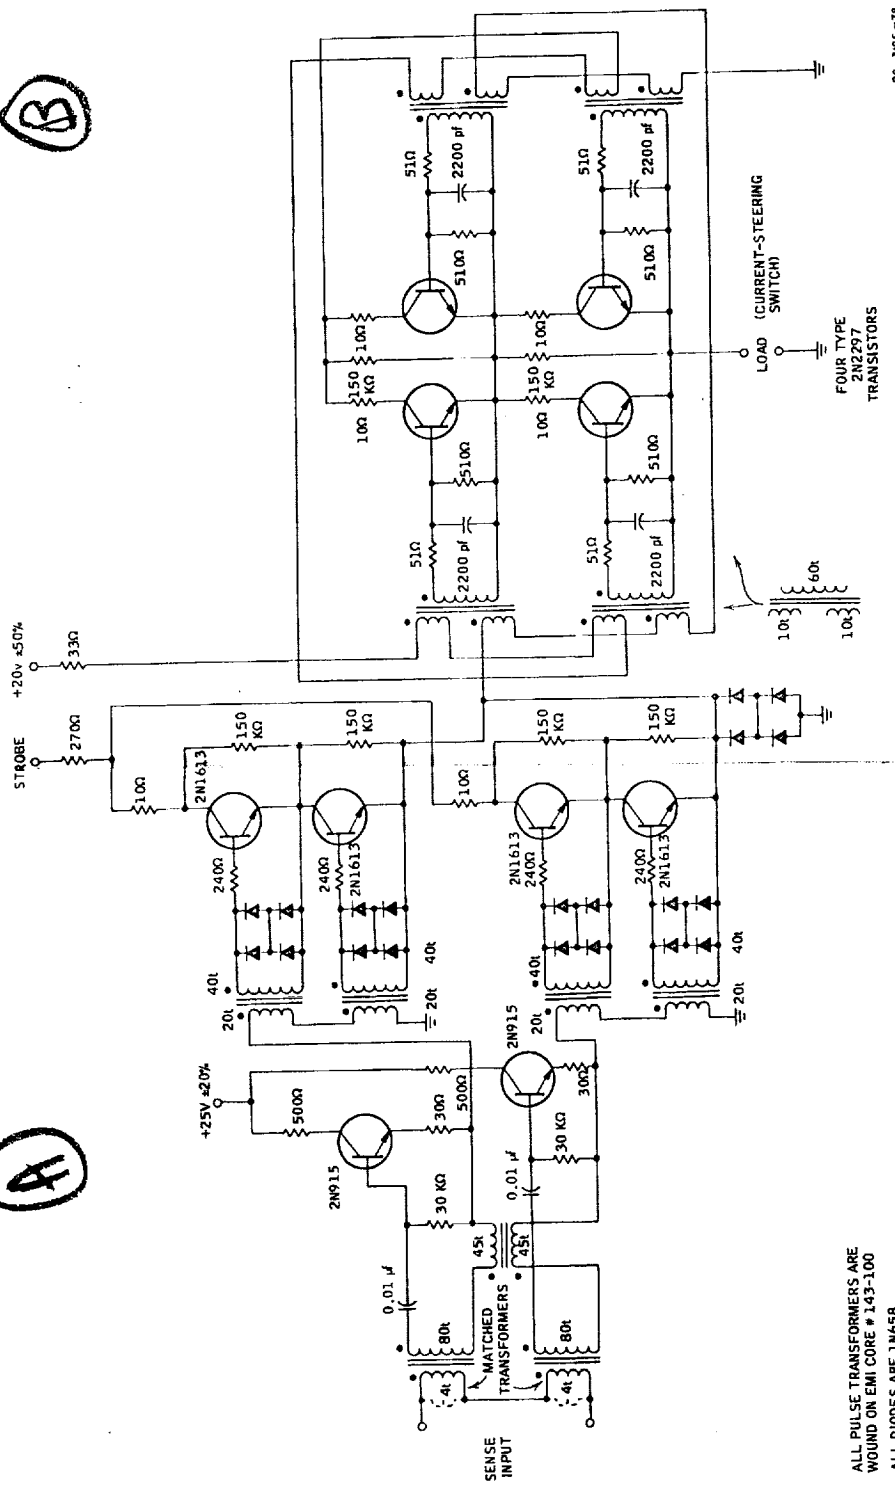 A
B
SENSE
INPUT
MATCHED
TRANSFORMERS
4t
4t
80t
80t
0.01 µf
0.01 µf
45t
45t
30 KΩ
30 KΩ
2N915
2N915
30Ω
30Ω
500Ω
500Ω
+25V ±20%
20t
20t
40t
40t
240Ω
240Ω
2N1613
2N1613
10Ω
150
KΩ
150
KΩ
STROBE
270Ω
+20v ±50%
33Ω
20t
20t
40t
40t
240Ω
240Ω
2N1613
2N1613
10Ω
150
KΩ
150
KΩ
51Ω
2200 pf
510Ω
10Ω
150
KΩ
10Ω
510Ω
51Ω
2200 pf
51Ω
2200 pf
510Ω
10Ω
150
KΩ
10Ω
510Ω
51Ω
2200 pf
10t
10t
60t
LOAD
(CURRENT-STEERING
SWITCH)
FOUR TYPE
2N2297
TRANSISTORS
ALL PULSE TRANSFORMERS ARE
WOUND ON EMI CORE # 143-100
ALL DIODES ARE 1N658